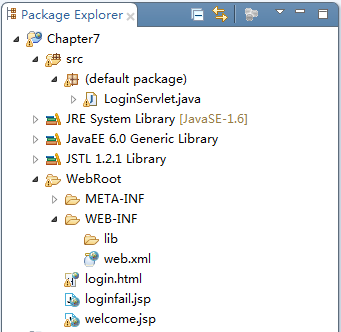 Package Explorer
Chapter7
src
(default package)
LoginServlet.java
JRE System Library [JavaSE-1.6]
JavaEE 6.0 Generic Library
JSTL 1.2.1 Library
WebRoot
META-INF
WEB-INF
lib
web.xml
login.html
loginfail.jsp
welcome.jsp